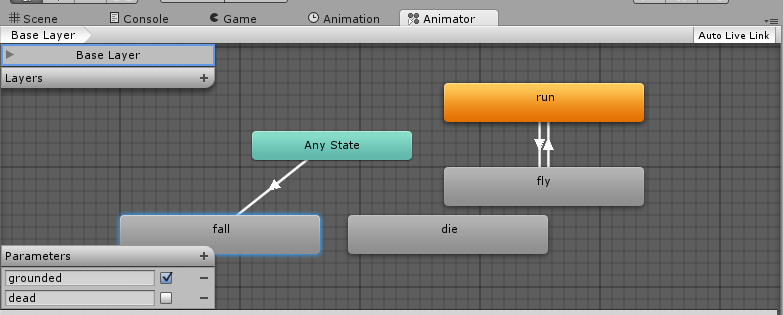 Scene Console Game Animation Animator
Base Layer Auto Live Link
Base Layer
Layers
run
Any State
fly
fall die
Parameters
grounded
dead